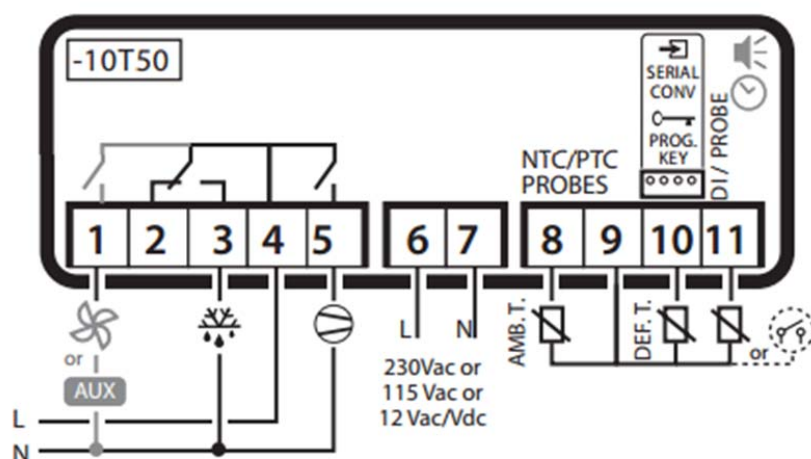 -10T50
SERIAL
CONV
PROG.
KEY
DI / PROBE
NTC/PTC
PROBES
1 2 3 4 5 6 7 8 9 10 11
or
AUX
L N
230Vac or
115 Vac or
12 Vac/Vdc
AMB. T.
DEF. T.
or
L
N